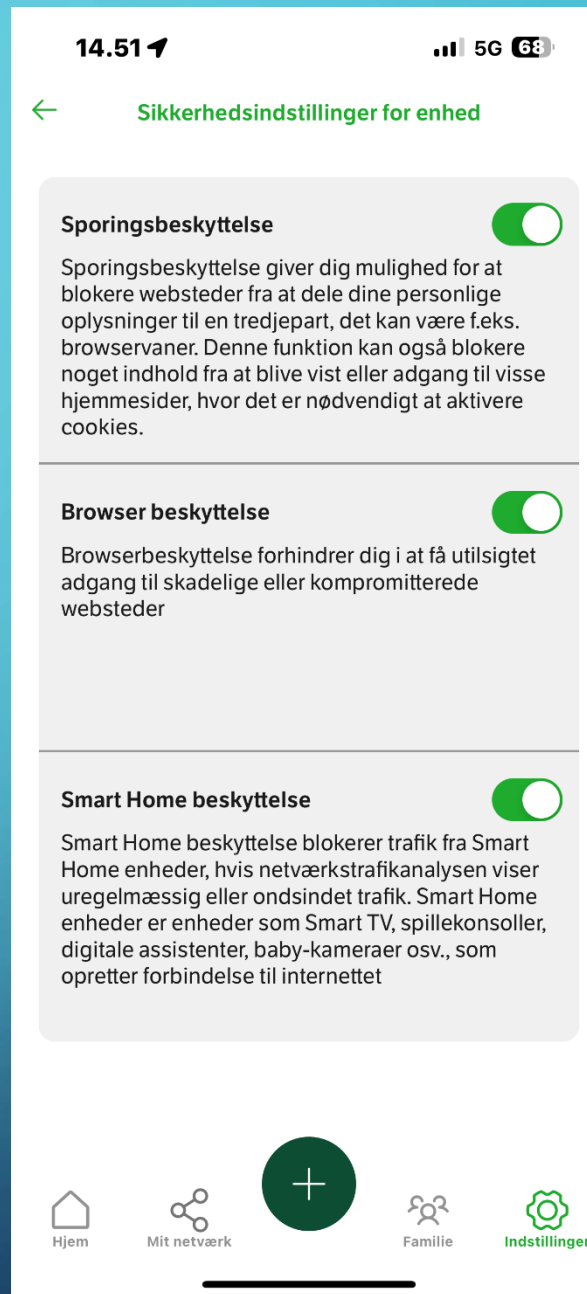 14.51
5G 68
Sikkerhedsindstillinger for enhed
Sporingsbeskyttelse
Sporingsbeskyttelse giver dig mulighed for at
blokere websteder fra at dele dine personlige
oplysninger til en tredjepart, det kan være f.eks.
browservaner. Denne funktion kan også blokere
noget indhold fra at blive vist eller adgang til visse
hjemmesider, hvor det er nødvendigt at aktivere
cookies.
Browser beskyttelse
Browserbeskyttelse forhindrer dig i at få utilsigtet
adgang til skadelige eller kompromitterede
websteder
Smart Home beskyttelse
Smart Home beskyttelse blokerer trafik fra Smart
Home enheder, hvis netværkstrafikanalysen viser
uregelmæssig eller ondsindet trafik. Smart Home
enheder er enheder som Smart TV, spillekonsoller,
digitale assistenter, baby-kameraer osv., som
opretter forbindelse til internettet
Hjem
Mit netværk
Familie
Indstillinger